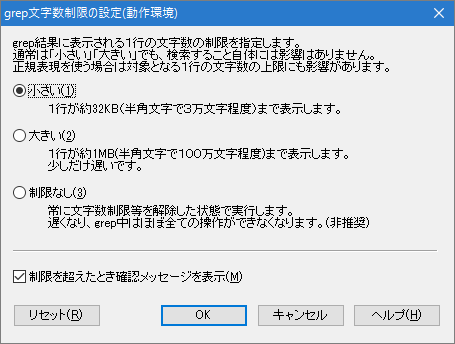 grep文字数制限の設定(動作環境)
grep結果に表示される1行の文字数の制限を指定します。
通常は「小さい」「大きい」でも、検索すること自体には影響はありません。
正規表現を使う場合は対象となる1行の文字数の上限にも影響があります。
小さい(1)
1行が約32KB(半角文字で3万文字程度)まで表示します。
大きい(2)
1行が約1MB(半角文字で100万文字程度)まで表示します。
少しだけ遅いです。
制限なし(3)
常に文字数制限等を解除した状態で実行します。
遅くなり、grep中はほぼ全ての操作ができなくなります。(非推奨)
制限を超えたとき確認メッセージを表示(M)
リセット(R)
OK
キャンセル
ヘルプ(H)